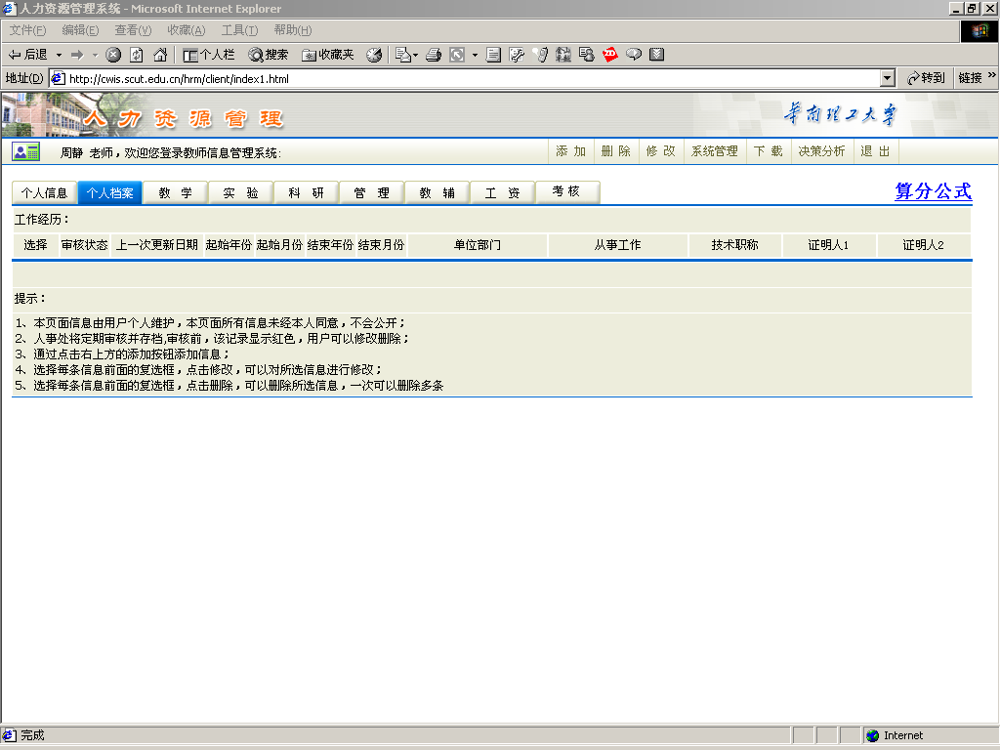 人力资源管理系统 - Microsoft Internet Explorer
文件(F) 编辑(E) 查看(V) 收藏(A) 工具(T) 帮助(H)
后退 个人栏 搜索 收藏夹
地址(D) http://cwis.scut.edu.cn/hrm/client/index1.html 转到 链接 »
人力资源管理 华南理工大学
周静 老师，欢迎您登录教师信息管理系统: 添 加 删 除 修 改 系统管理 下 载 决策分析 退 出
个人信息 个人档案 教 学 实 验 科 研 管 理 教 辅 工 资 考 核 算分公式
工作经历：
选择 审核状态 上一次更新日期 起始年份 起始月份 结束年份 结束月份 单位部门 从事工作 技术职称 证明人1 证明人2
提示：
1、本页面信息由用户个人维护，本页面所有信息未经本人同意，不会公开；
2、人事处将定期审核并存档,审核前，该记录显示红色，用户可以修改删除；
3、通过点击右上方的添加按钮添加信息；
4、选择每条信息前面的复选框，点击修改，可以对所选信息进行修改；
5、选择每条信息前面的复选框，点击删除，可以删除所选信息，一次可以删除多条
完成 Internet